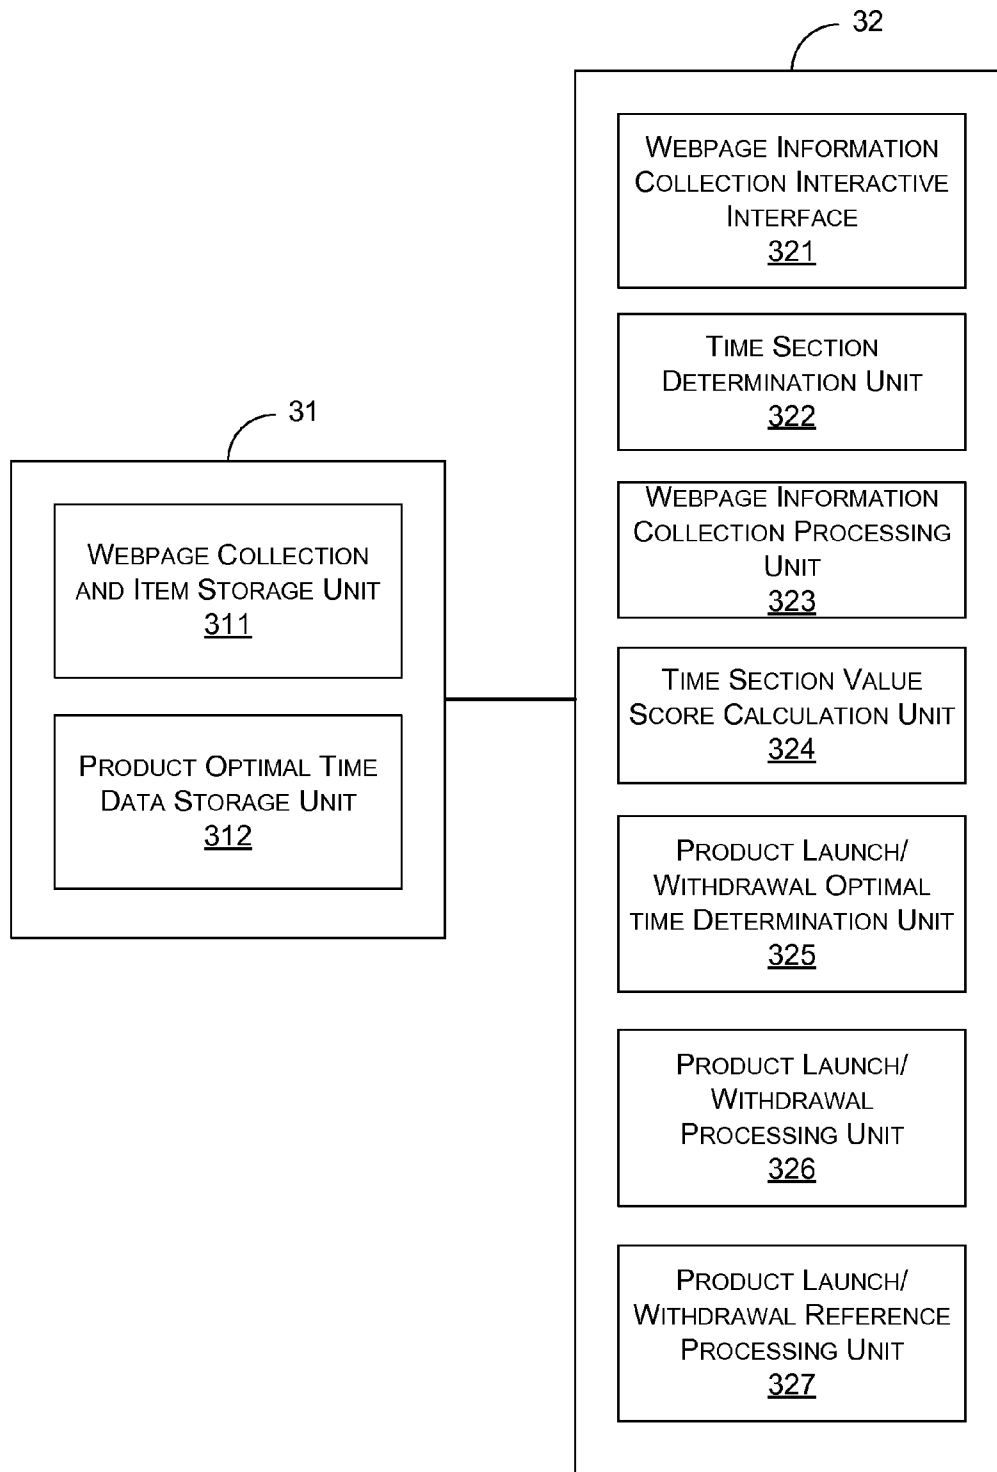 32
WEBPAGE INFORMATION
COLLECTION INTERACTIVE
INTERFACE
321
TIME SECTION
DETERMINATION UNIT
322
31
WEBPAGE COLLECTION
AND ITEM STORAGE UNIT
311
PRODUCT OPTIMAL TIME
DATA STORAGE UNIT
312
WEBPAGE INFORMATION
COLLECTION PROCESSING
UNIT
323
TIME SECTION VALUE
SCORE CALCULATION UNIT
324
PRODUCT LAUNCH/
WITHDRAWAL OPTIMAL
TIME DETERMINATION UNIT
325
PRODUCT LAUNCH/
WITHDRAWAL
PROCESSING UNIT
326
PRODUCT LAUNCH/
WITHDRAWAL REFERENCE
PROCESSING UNIT
327